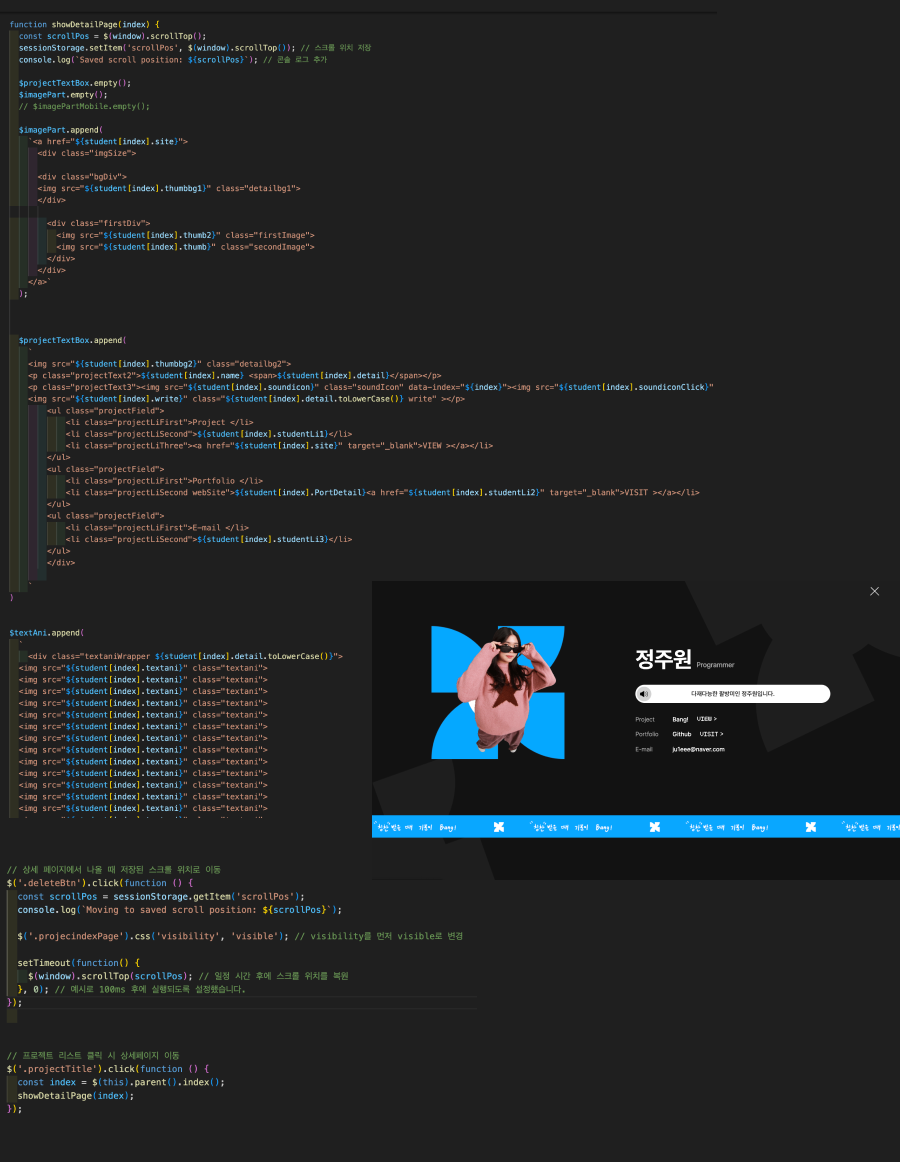 function showDetailPage(index) {
const scrollPos = $(window).scrollTop();
sessionStorage.setItem('scrollPos', $(window).scrollTop()); // 스크롤 위치 저장
console.log(`Saved scroll position: ${scrollPos}`); // 콘솔 로그 추가
$projectTextBox.empty();
$imagePart.empty();
// $imagePartMobile.empty();
$imagePart.append(
`<a href="${student[index].site}">
<div class="imgSize">
<div class="bgDiv">
<img src="${student[index].thumbbg1}" class="detailbg1">
</div>
<div class="firstDiv">
<img src="${student[index].thumb2}" class="firstImage">
<img src="${student[index].thumb}" class="secondImage">
</div>
</div>
</a>`
);
$projectTextBox.append(
`
<img src="${student[index].thumbbg2}" class="detailbg2">
<p class="projectText2">${student[index].name} <span>${student[index].detail}</span></p>
<p class="projectText3"><img src="${student[index].soundicon}" class="soundIcon" data-index="${index}"><img src="${student[index].soundiconClick}"
<img src="${student[index].write}" class="${student[index].detail.toLowerCase()} write" ></p>
<ul class="projectField">
<li class="projectLiFirst">Project </li>
<li class="projectLiSecond">${student[index].studentLi1}</li>
<li class="projectLiThree"><a href="${student[index].site}" target="_blank">VIEW ></a></li>
</ul>
<ul class="projectField">
<li class="projectLiFirst">Portfolio </li>
<li class="projectLiSecond webSite">${student[index].PortDetail}<a href="${student[index].studentLi2}" target="_blank">VISIT ></a></li>
</ul>
<ul class="projectField">
<li class="projectLiFirst">E-mail </li>
<li class="projectLiSecond">${student[index].studentLi3}</li>
</ul>
</div>
`
)
$textAni.append(
`
<div class="textaniWrapper ${student[index].detail.toLowerCase()}">
<img src="${student[index].textani}" class="textani">
<img src="${student[index].textani}" class="textani">
<img src="${student[index].textani}" class="textani">
<img src="${student[index].textani}" class="textani">
<img src="${student[index].textani}" class="textani">
<img src="${student[index].textani}" class="textani">
<img src="${student[index].textani}" class="textani">
<img src="${student[index].textani}" class="textani">
<img src="${student[index].textani}" class="textani">
<img src="${student[index].textani}" class="textani">
<img src="${student[index].textani}" class="textani">
<img src="${student[index].textani}" class="textani">
<img src="${student[index].textani}" class="textani">
정주원 Programmer
다재다능한 팔방미인 정주원입니다.
Project Bang! VIEW >
Portfolio Github VISIT >
E-mail ju1eee@naver.com
// 상세 페이지에서 나올 때 저장된 스크롤 위치로 이동
$('.deleteBtn').click(function () {
const scrollPos = sessionStorage.getItem('scrollPos');
console.log(`Moving to saved scroll position: ${scrollPos}`);
$('.projecindexPage').css('visibility', 'visible'); // visibility를 먼저 visible로 변경
setTimeout(function() {
$(window).scrollTop(scrollPos); // 일정 시간 후에 스크롤 위치를 복원
}, 0); // 예시로 100ms 후에 실행되도록 설정했습니다.
});
// 프로젝트 리스트 클릭 시 상세페이지 이동
$('.projectTitle').click(function () {
const index = $(this).parent().index();
showDetailPage(index);
});